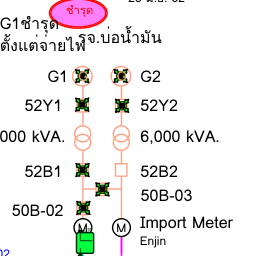 ชำรุด
G1ชำรุด
ตั้งแต่จ่ายไฟ
รจ.บ่อน้ำมัน
G1 G2
52Y1 52Y2
000 kVA. 6,000 kVA.
52B1 52B2
50B-03
50B-02
M M Import Meter
Enjin
02